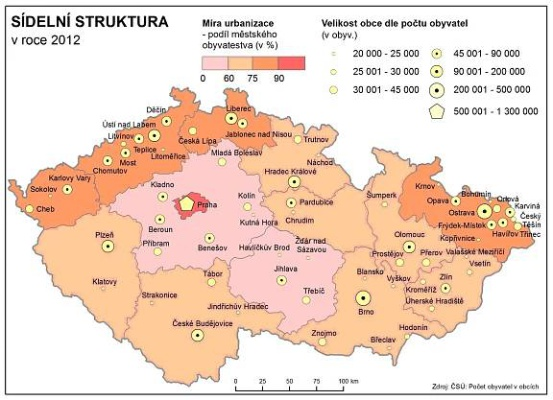 SÍDELNÍ STRUKTURA
v roce 2012
Míra urbanizace
- podíl městského
obyvatestva (v %)
0 60 75 90
Velikost obce dle počtu obyvatel
(v obyv.)
20 000 - 25 000
25 001 - 30 000
30 001 - 45 000
45 001 - 90 000
90 001 - 200 000
200 001 - 500 000
500 001 - 1 300 000
Děčín
Liberec
Ústí nad Labem
Litvínov
Teplice
Most
Litoměřice
Chomutov
Česká Lípa
Jablonec nad Nisou
Trutnov
Mladá Boleslav
Náchod
Hradec Králové
Karlovy Vary
Sokolov
Cheb
Kladno
Praha
Kolín
Pardubice
Chrudim
Beroun
Kutná Hora
Plzeň
Příbram
Benešov
Havlíčkův Brod
Žďár nad
Sázavou
Klatovy
Tábor
Jihlava
Strakonice
Jindřichův Hradec
Třebíč
České Budějovice
Znojmo
Šumperk
Krnov
Opava
Bohumín
Orlová
Karviná
Ostrava
Český
Těšín
Frýdek-Místek
Havířov
Třinec
Kopřivnice
Valašské Meziříčí
Olomouc
Prostějov
Přerov
Vsetín
Blansko
Vyškov
Kroměříž
Zlín
Brno
Uherské Hradiště
Hodonín
Břeclav
0 50 100 km
Zdroj: ČSÚ: Počet obyvatel v obcích